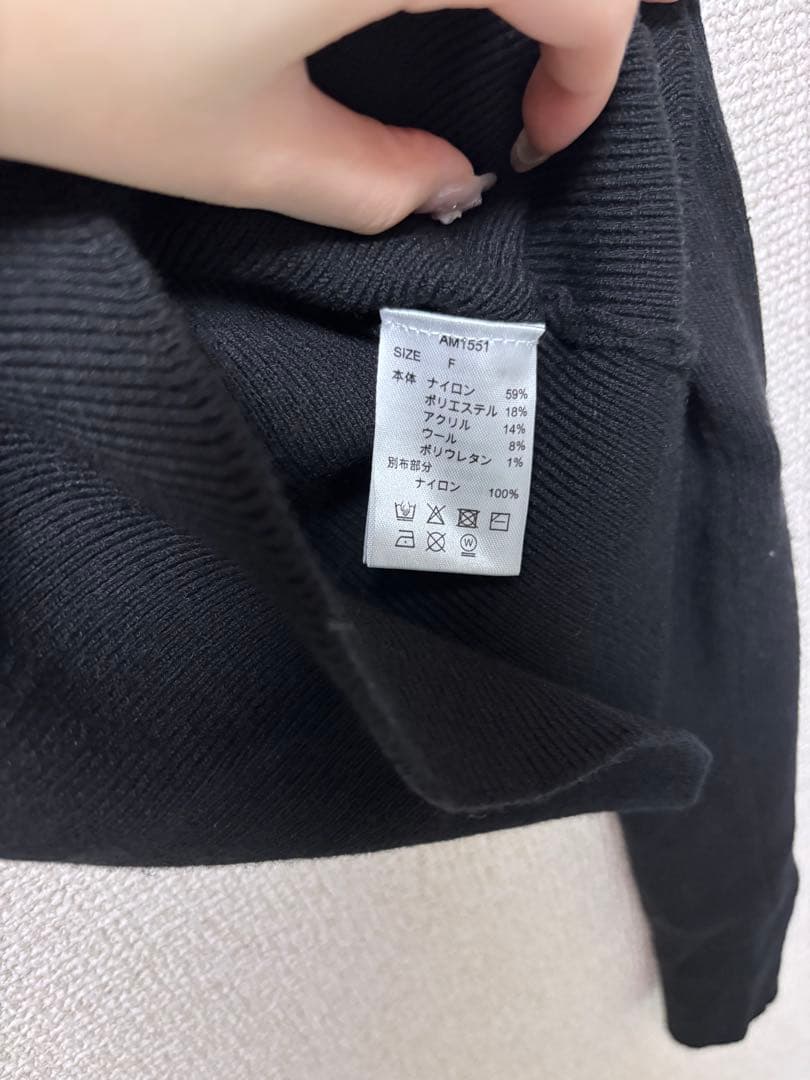 AM1551
SIZE F
本体 ナイロン 59%
ポリエステル 18%
アクリル 14%
ウール 8%
ポリウレタン 1%
別布部分
ナイロン 100%
W